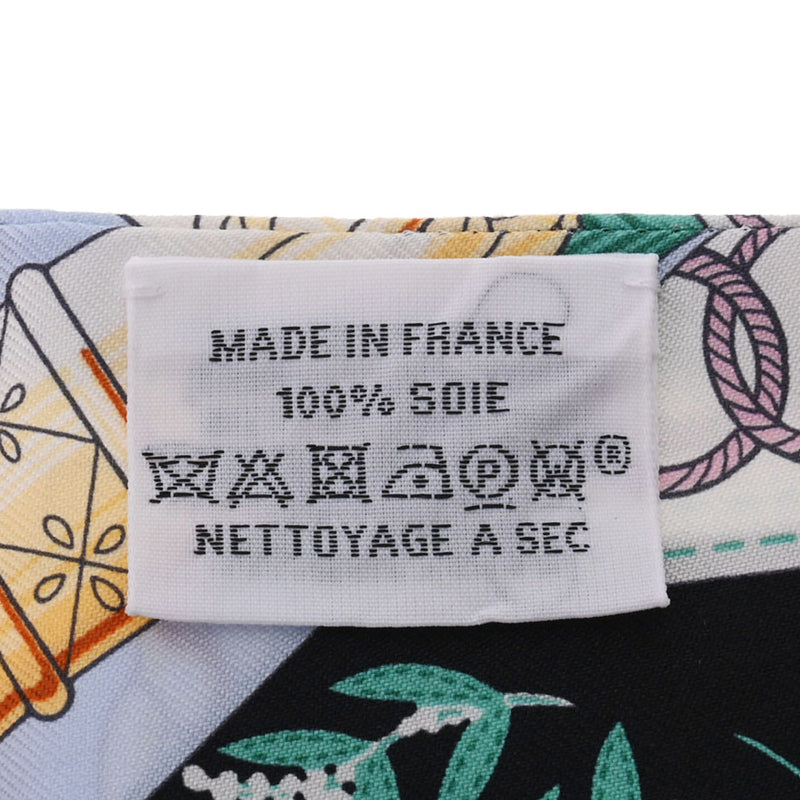 MADE IN FRANCE
100% SOIE
P W ®
NETTOYAGE A SEC